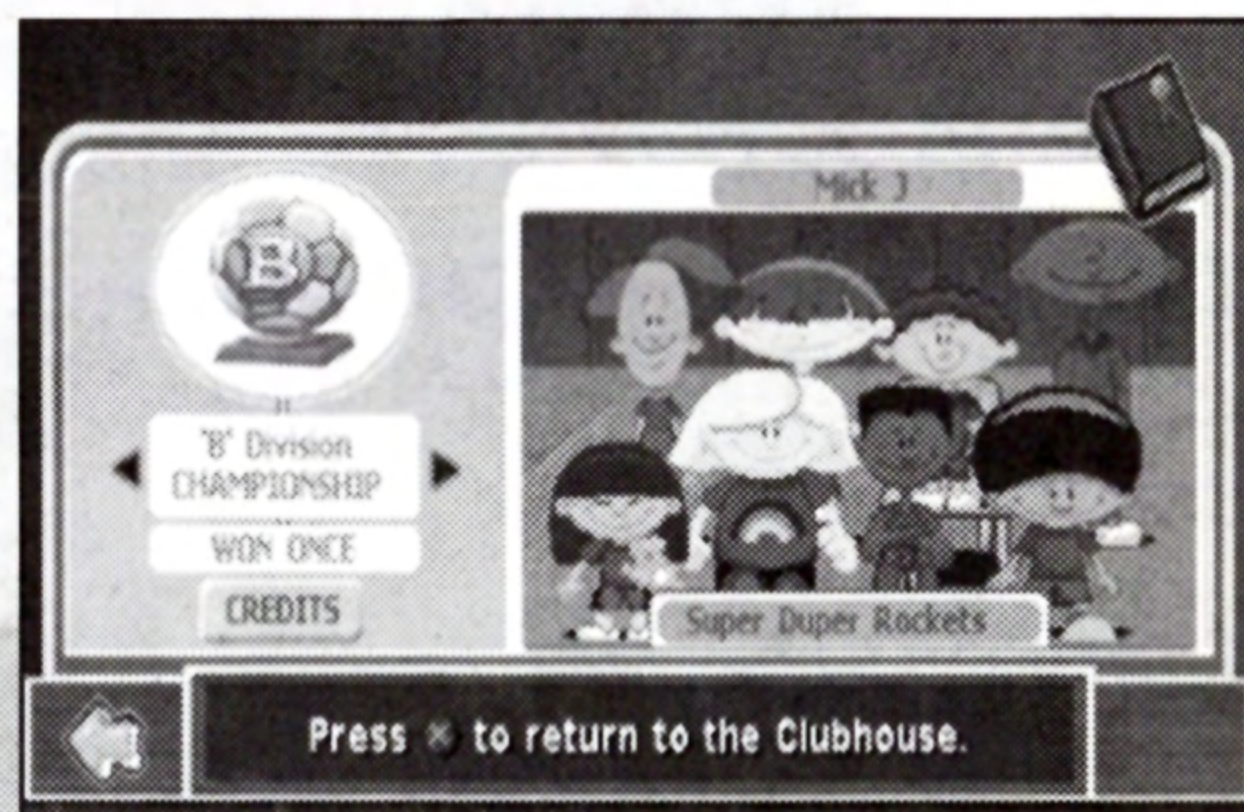 B
Mick J
"B" Division
CHAMPIONSHIP
WON ONCE
CREDITS
Super Duper Rockets
Press ✕ to return to the Clubhouse.